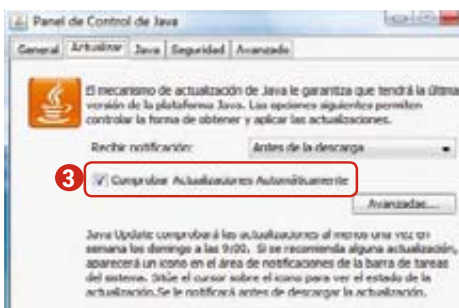 Panel de Control de Java
General Actualizar Java Seguridad Avanzado
El mecanismo de actualización de Java le garantiza que tendrá la última
versión de la plataforma Java. Las opciones siguientes permiten
controlar la forma de obtener y aplicar las actualizaciones.
Recibir notificación: Antes de la descarga
3 Comprobar Actualizaciones Automáticamente
Avanzadas...
Java Update comprobará las actualizaciones al menos una vez en
semana los domingo a las 9:00. Si se recomienda alguna actualización,
aparecerá un icono en el área de notificaciones de la barra de tareas
del sistema. Sitúe el cursor sobre el icono para ver el estado de la
actualización.Se le notificará antes de descargar la actualización.